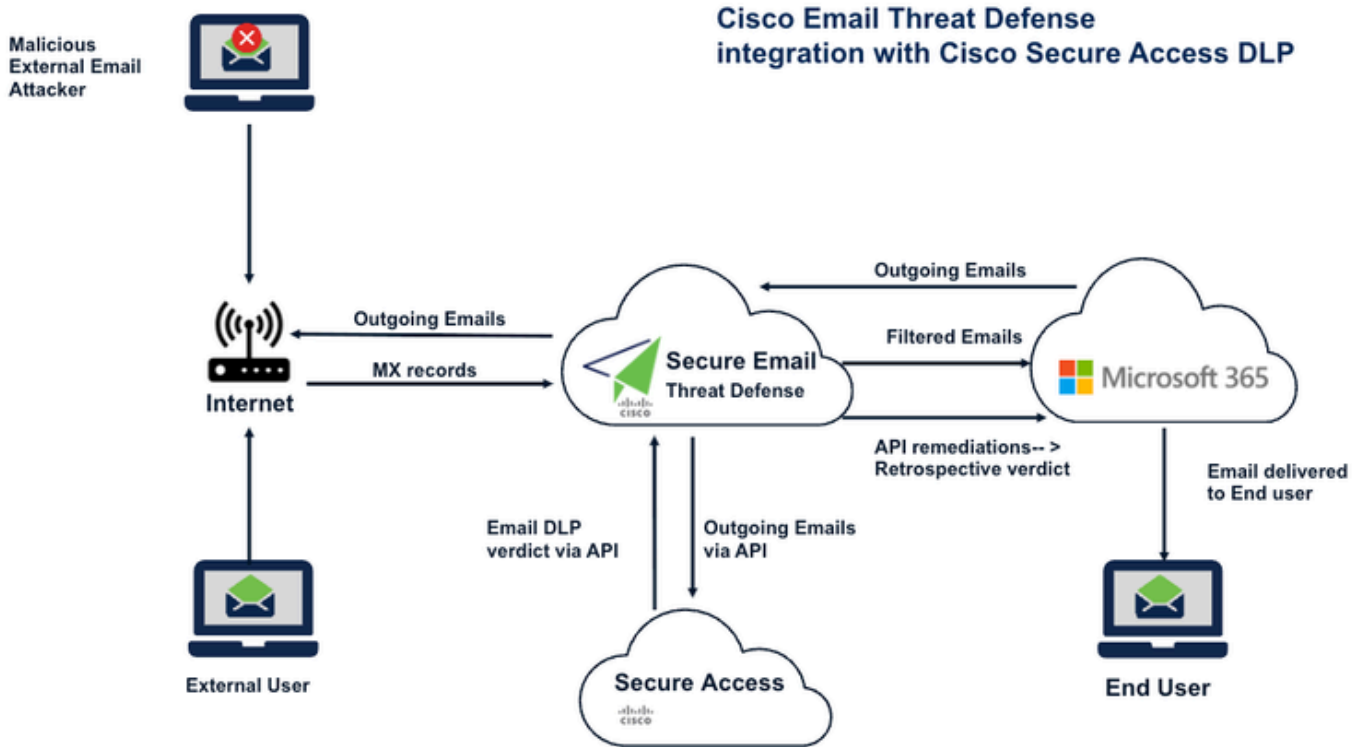 Cisco Email Threat Defense
integration with Cisco Secure Access DLP
Malicious
External Email
Attacker
Outgoing Emails
Outgoing Emails
Filtered Emails
MX records
Internet
Secure Email
Threat Defense
CISCO
Microsoft 365
API remediations-- >
Retrospective verdict
Email delivered
to End user
Email DLP
verdict via API
Outgoing Emails
via API
External User
Secure Access
CISCO
End User